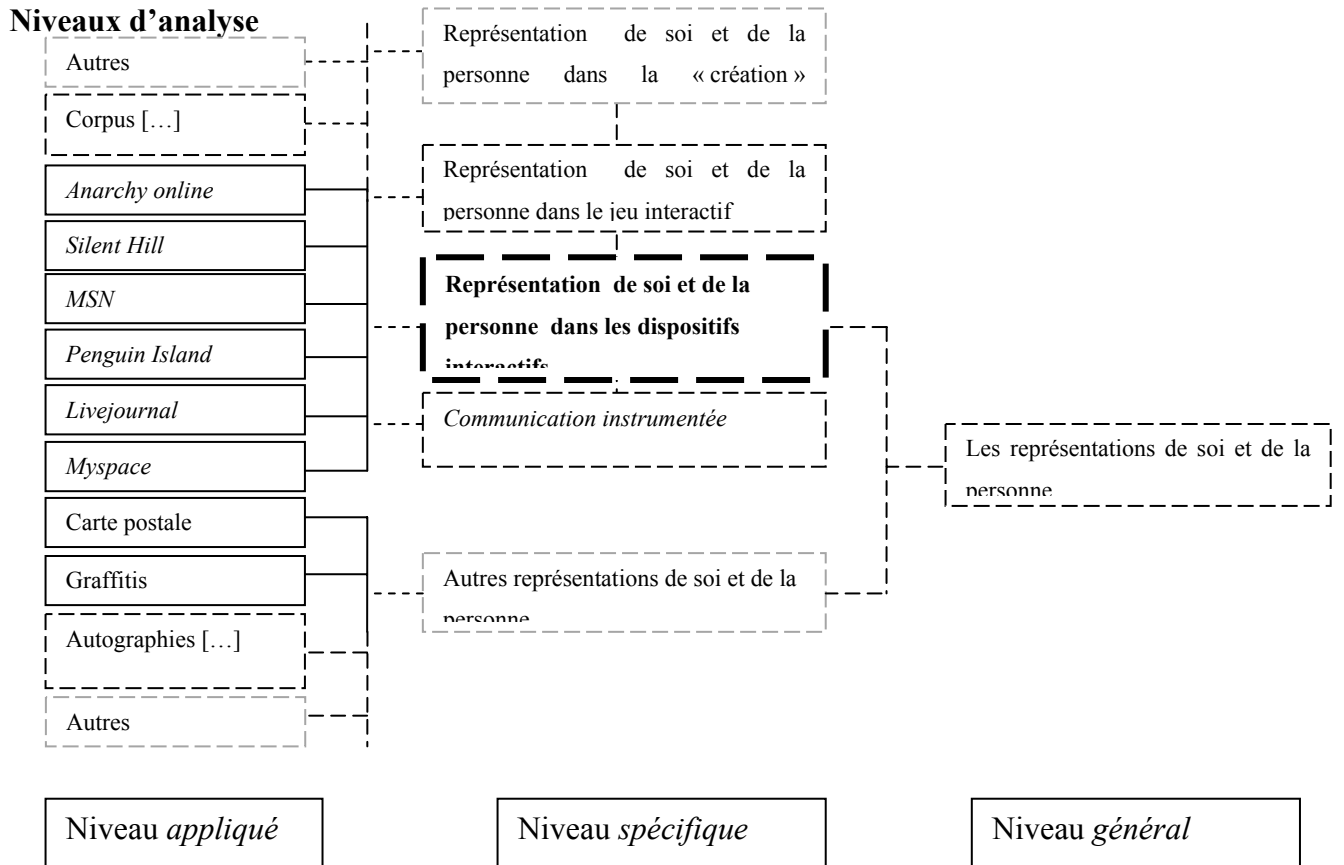 Niveaux d’analyse
Autres
Corpus […]
Anarchy online
Silent Hill
MSN
Penguin Island
Livejournal
Myspace
Carte postale
Graffitis
Autographies […]
Autres
Représentation de soi et de la
personne dans la « création »
Représentation de soi et de la
personne dans le jeu interactif
Représentation de soi et de la
personne dans les dispositifs
interactifs
Communication instrumentée
Autres représentations de soi et de la
personne
Les représentations de soi et de la
personne
Niveau appliqué
Niveau spécifique
Niveau général